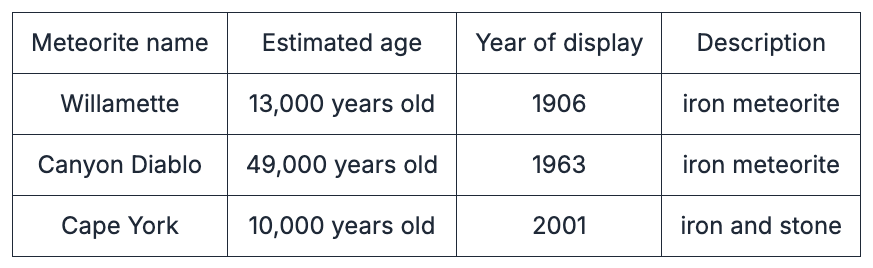 Meteorite name Estimated age Year of display Description
Willamette 13,000 years old 1906 iron meteorite
Canyon Diablo 49,000 years old 1963 iron meteorite
Cape York 10,000 years old 2001 iron and stone